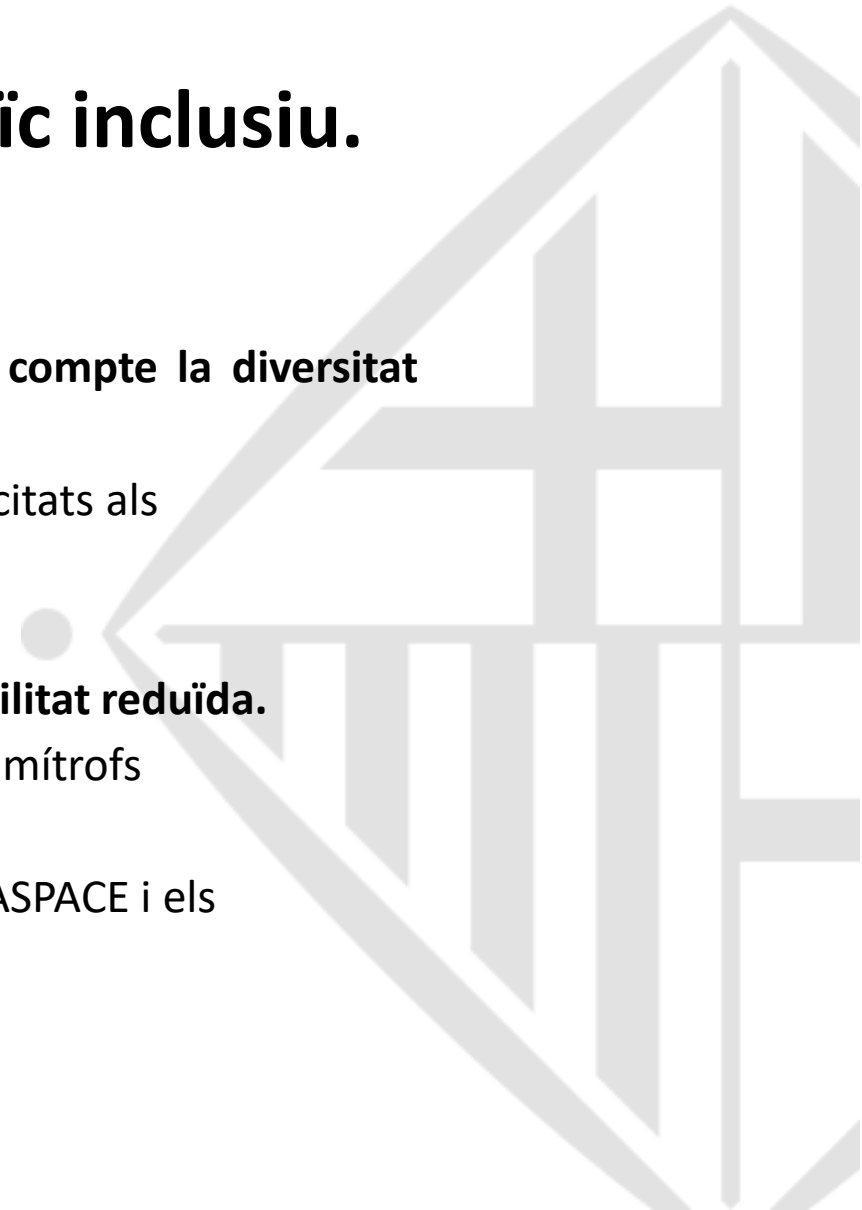 ïc inclusiu.
compte la diversitat
citats als
ilitat reduïda.
mítrofs
ASPACE i els